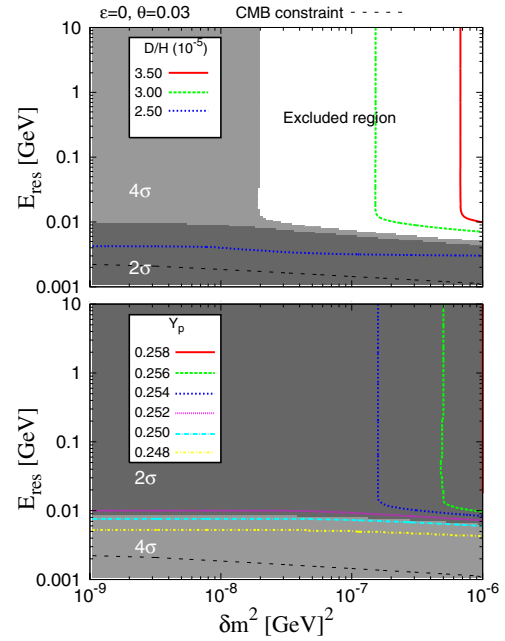 ε=0, θ=0.03 CMB constraint
D/H (10⁻⁵)
3.50
3.00
2.50
Excluded region
4σ
2σ
E_res [GeV]
10
1
0.1
0.01
0.001
Y_p
0.258
0.256
0.254
0.252
0.250
0.248
2σ
4σ
E_res [GeV]
10
1
0.1
0.01
0.001
10⁻⁹ 10⁻⁸ 10⁻⁷ 10⁻⁶
δm² [GeV]²